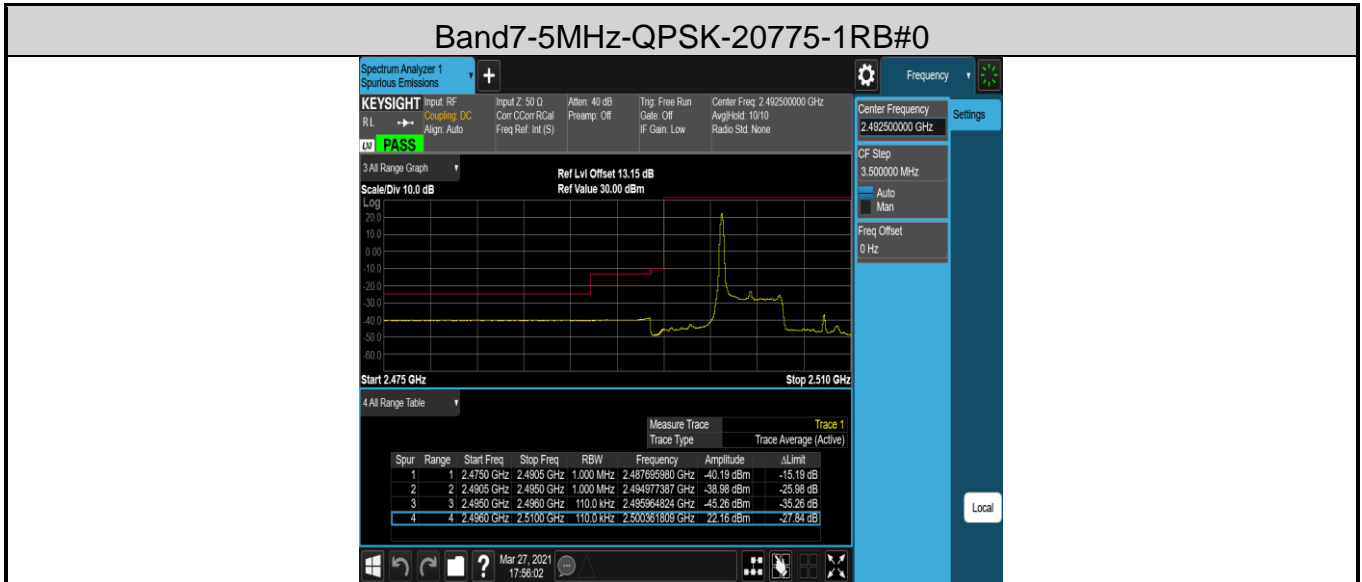 Band7-5MHz-QPSK-20775-1RB#0
Spectrum Analyzer 1
Spurious Emissions
+
Frequency
KEYSIGHT Input: RF Input Z: 50 Ω Atten: 40 dB Trig: Free Run Center Freq: 2.492500000 GHz
RL Coupling: DC Corr CCorr RCal Preamp: Off Gate: Off Avg|Hold: 10/10
Align: Auto Freq Ref: Int (S) IF Gain: Low Radio Std: None
LXI PASS
Center Frequency
2.492500000 GHz
Settings
CF Step
3.500000 MHz
Auto
Man
Freq Offset
0 Hz
3 All Range Graph
Ref Lvl Offset 13.15 dB
Scale/Div 10.0 dB Ref Value 30.00 dBm
Log
20.0
10.0
0.00
-10.0
-20.0
-30.0
-40.0
-50.0
-60.0
Start 2.475 GHz Stop 2.510 GHz
4 All Range Table
Measure Trace Trace 1
Trace Type Trace Average (Active)
Spur Range Start Freq Stop Freq RBW Frequency Amplitude ΔLimit
1 1 2.4750 GHz 2.4905 GHz 1.000 MHz 2.487695980 GHz -40.19 dBm -15.19 dB
2 2 2.4905 GHz 2.4950 GHz 1.000 MHz 2.494977387 GHz -38.98 dBm -25.98 dB
3 3 2.4950 GHz 2.4960 GHz 110.0 kHz 2.495964824 GHz -45.26 dBm -35.26 dB
4 4 2.4960 GHz 2.5100 GHz 110.0 kHz 2.500361809 GHz 22.16 dBm -27.84 dB
Local
? Mar 27, 2021
17:56:02